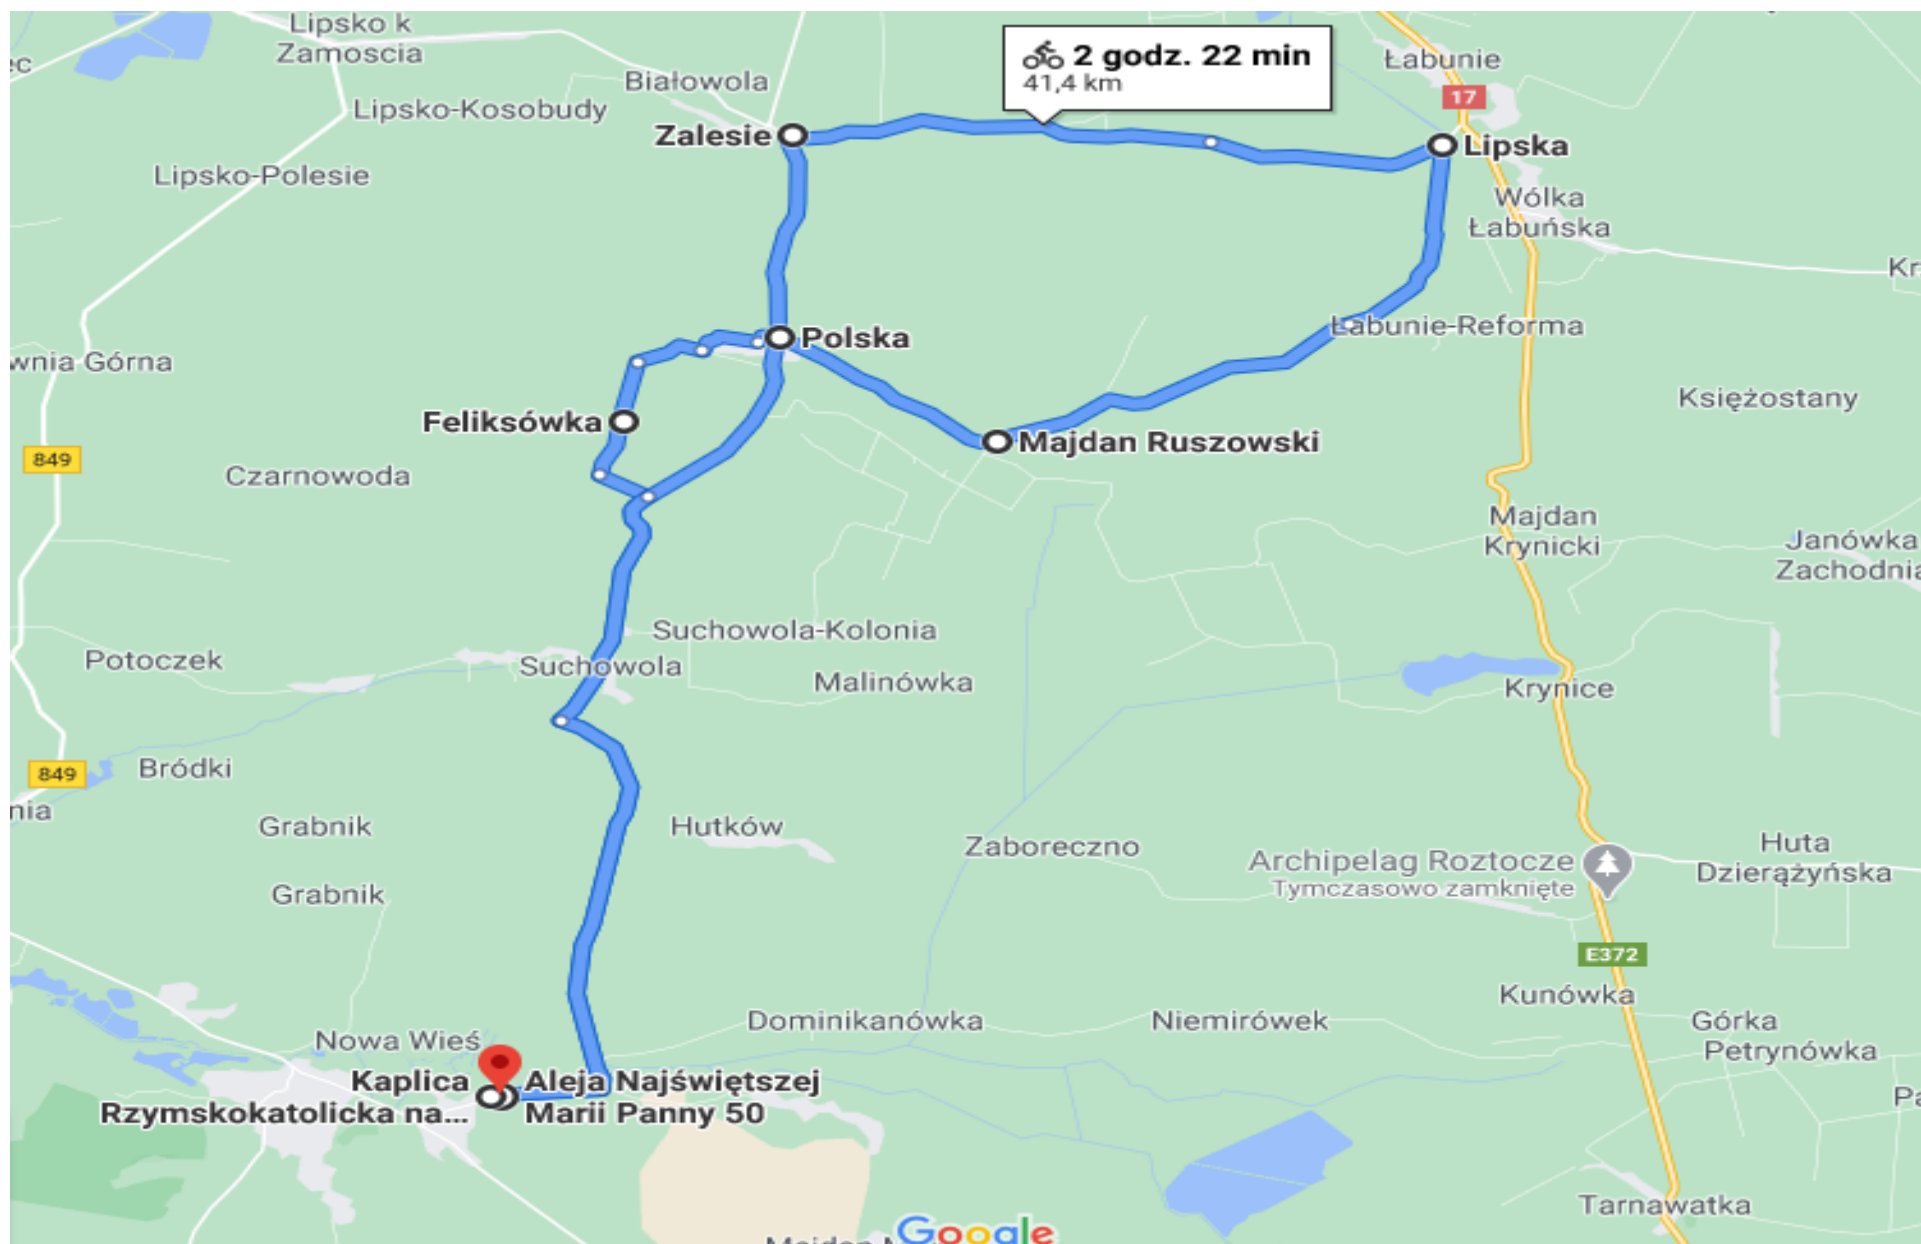 Lipsko k
Zamoscia
2 godz. 22 min
41,4 km
Łabunie
17
Białowola
Lipsko-Kosobudy
Zalesie
Lipska
Lipsko-Polesie
Wólka
Łabuńska
Kr
Łabunie-Reforma
Polska
wnia Górna
Księżostany
Feliksówka
Majdan Ruszowski
849
Czarnowoda
Majdan
Krynicki
Janówka
Zachodnia
Suchowola-Kolonia
Potoczek
Suchowola
Malinówka
Krynice
Bródki
849
nia
Grabnik
Hutków
Zaboreczno
Huta
Dzierążyńska
Archipelag Roztocze
Tymczasowo zamknięte
Grabnik
E372
Kunówka
Dominikanówka
Niemirówek
Górka
Petrynówka
Nowa Wieś
Kaplica
Rzymskokatolicka na...
Aleja Najświętszej
Marii Panny 50
Tarnawatka
Google